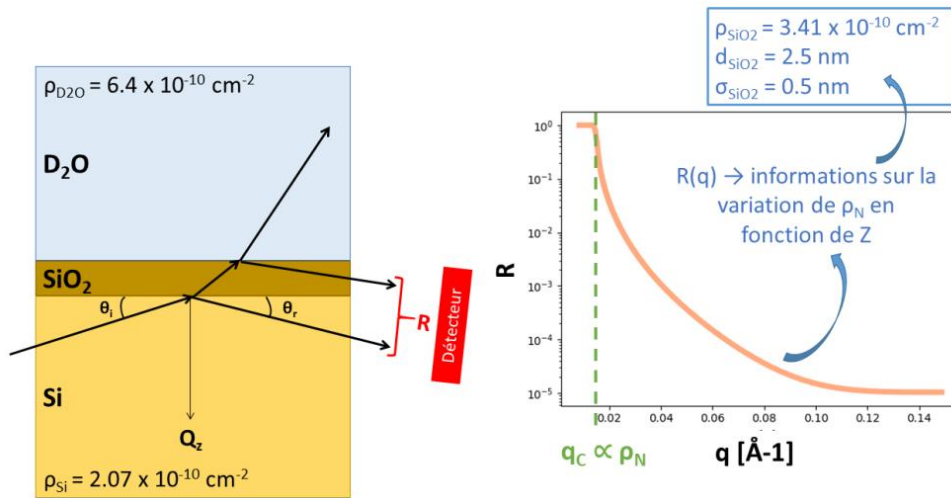 ρD2O = 6.4 x 10⁻¹⁰ cm⁻²
D₂O
SiO₂
θᵢ
θᵣ
R
Détecteur
Si
Q_z
ρSi = 2.07 x 10⁻¹⁰ cm⁻²
ρSiO2 = 3.41 x 10⁻¹⁰ cm⁻²
dSiO2 = 2.5 nm
σSiO2 = 0.5 nm
R(q) → informations sur la
variation de ρN en
fonction de Z
R
10⁰
10⁻¹
10⁻²
10⁻³
10⁻⁴
10⁻⁵
0.02 0.04 0.06 0.08 0.10 0.12 0.14
qC ∝ ρN
q [Å-1]